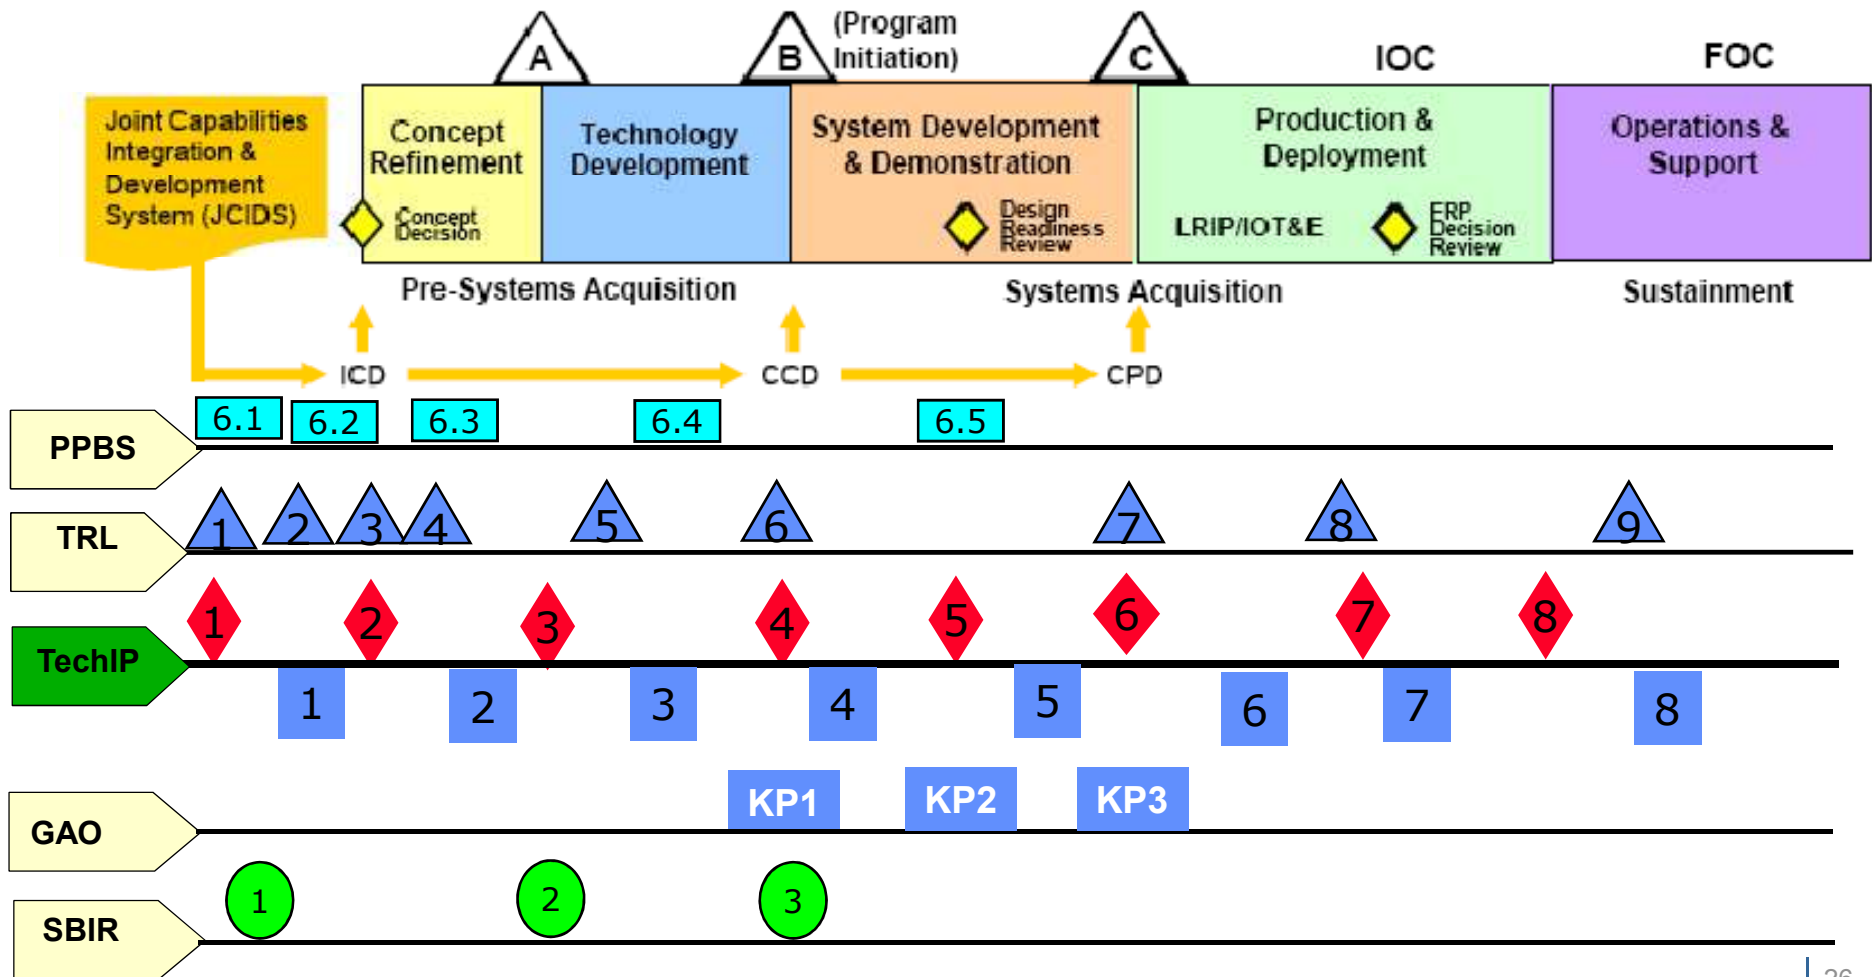 A
B
(Program
Initiation)
C
IOC
FOC
Joint Capabilities
Integration &
Development
System (JCIDS)
Concept
Refinement
Concept
Decision
Technology
Development
System Development
& Demonstration
Design
Readiness
Review
Production &
Deployment
LRIP/IOT&E
FRP
Decision
Review
Operations &
Support
Pre-Systems Acquisition
Systems Acquisition
Sustainment
ICD
CCD
CPD
PPBS
6.1
6.2
6.3
6.4
6.5
TRL
1
2
3
4
5
6
7
8
9
TechIP
1
2
3
4
5
6
7
8
1
2
3
4
5
6
7
8
GAO
KP1
KP2
KP3
SBIR
1
2
3
26